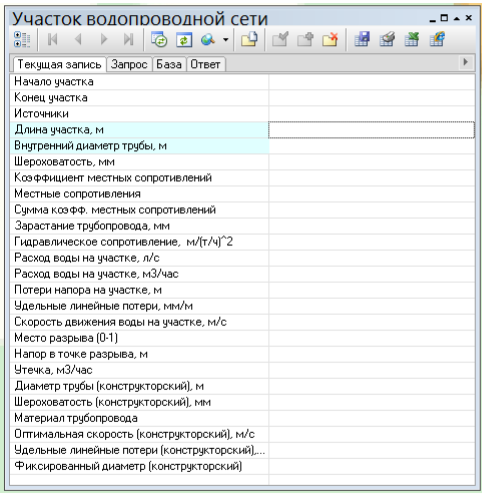 Участок водопроводной сети
Текущая запись Запрос База Ответ
Начало участка
Конец участка
Источники
Длина участка, м
Внутренний диаметр трубы, м
Шероховатость, мм
Коэффициент местных сопротивлений
Местные сопротивления
Сумма коэфф. местных сопротивлений
Зарастание трубопровода, мм
Гидравлическое сопротивление, м/(т/ч)^2
Расход воды на участке, л/с
Расход воды на участке, м3/час
Потери напора на участке, м
Удельные линейные потери, мм/м
Скорость движения воды на участке, м/с
Место разрыва (0-1)
Напор в точке разрыва, м
Утечка, м3/час
Диаметр трубы (конструкторский), м
Шероховатость (конструкторский), мм
Материал трубопровода
Оптимальная скорость (конструкторский), м/с
Удельные линейные потери (конструкторский),...
Фиксированный диаметр (конструкторский)